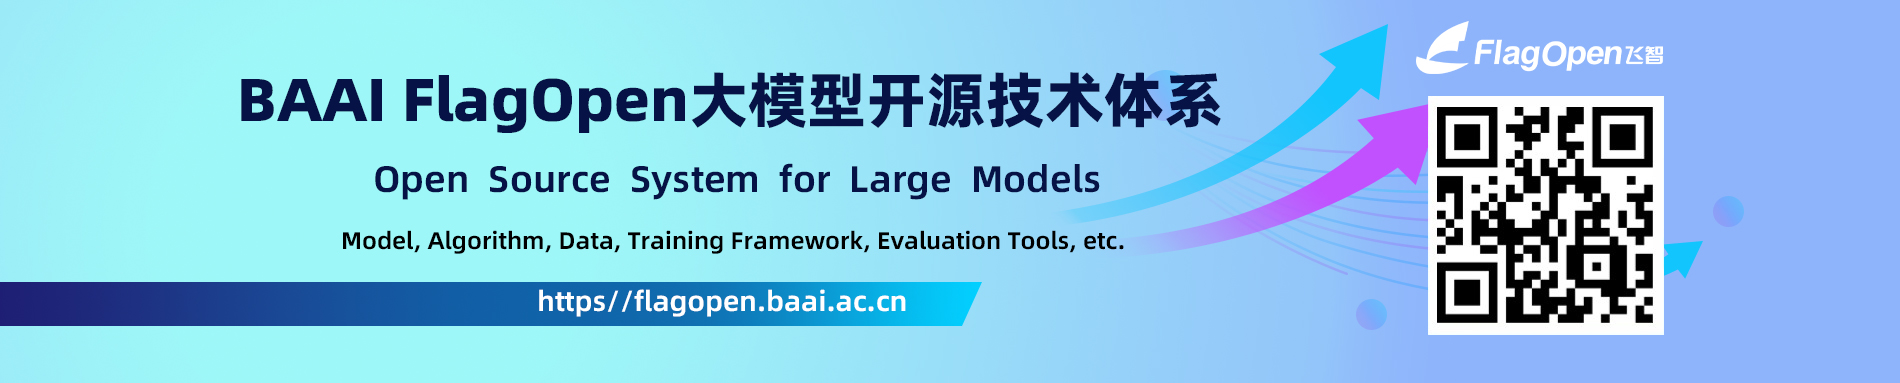 FlagOpen飞智
BAAI FlagOpen大模型开源技术体系
Open Source System for Large Models
Model, Algorithm, Data, Training Framework, Evaluation Tools, etc.
https//flagopen.baai.ac.cn